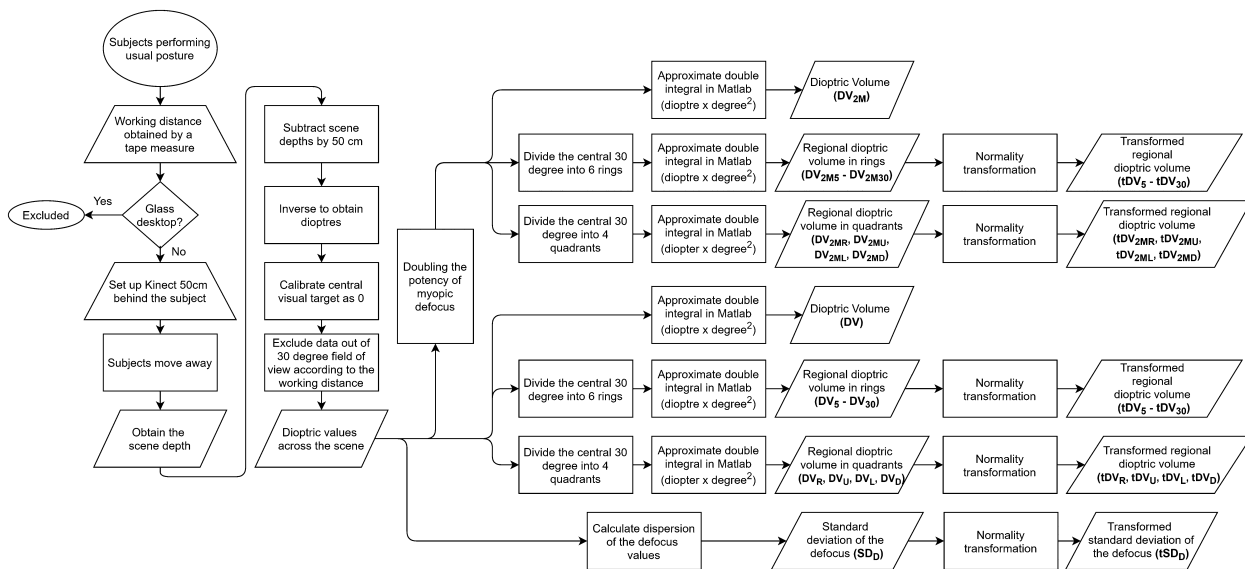 Subjects performing
usual posture
Working distance
obtained by a
tape measure
Glass
desktop?
Yes
Excluded
No
Set up Kinect 50cm
behind the subject
Subjects move away
Obtain the
scene depth
Subtract scene
depths by 50 cm
Inverse to obtain
dioptres
Calibrate central
visual target as 0
Exclude data out of
30 degree field of
view according to the
working distance
Dioptric values
across the scene
Doubling the
potency of
myopic
defocus
Approximate double
integral in Matlab
(dioptre x degree²)
Dioptric Volume
(DV2M)
Divide the central 30
degree into 6 rings
Approximate double
integral in Matlab
(dioptre x degree²)
Regional dioptric
volume in rings
(DV2M5 - DV2M30)
Normality
transformation
Transformed
regional
dioptric volume
(tDV5 - tDV30)
Divide the central 30
degree into 4
quadrants
Approximate double
integral in Matlab
(diopter x degree²)
Regional dioptric
volume in quadrants
(DV2MR, DV2MU,
DV2ML, DV2MD)
Normality
transformation
Transformed regional
dioptric volume
(tDV2MR, tDV2MU,
tDV2ML, tDV2MD)
Approximate double
integral in Matlab
(dioptre x degree²)
Dioptric Volume
(DV)
Divide the central 30
degree into 6 rings
Approximate double
integral in Matlab
(dioptre x degree²)
Regional dioptric
volume in rings
(DV5 - DV30)
Normality
transformation
Transformed
regional
dioptric volume
(tDV5 - tDV30)
Divide the central 30
degree into 4
quadrants
Approximate double
integral in Matlab
(diopter x degree²)
Regional dioptric
volume in quadrants
(DVR, DVU, DVL, DVD)
Normality
transformation
Transformed regional
dioptric volume
(tDVR, tDVU, tDVL, tDVD)
Calculate dispersion
of the defocus
values
Standard
deviation of the
defocus (SDD)
Normality
transformation
Transformed
standard deviation of
the defocus (tSDD)